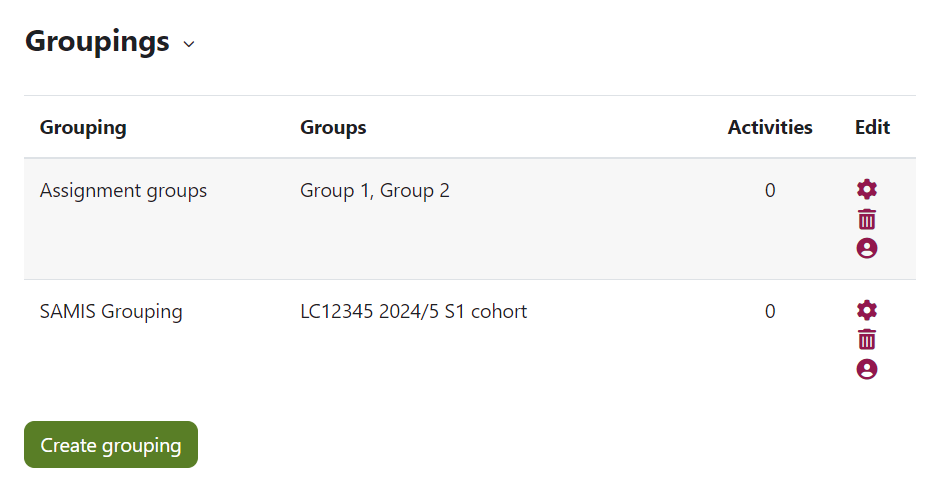 Groupings
Grouping Groups Activities Edit
Assignment groups Group 1, Group 2 0
SAMIS Grouping LC12345 2024/5 S1 cohort 0
Create grouping